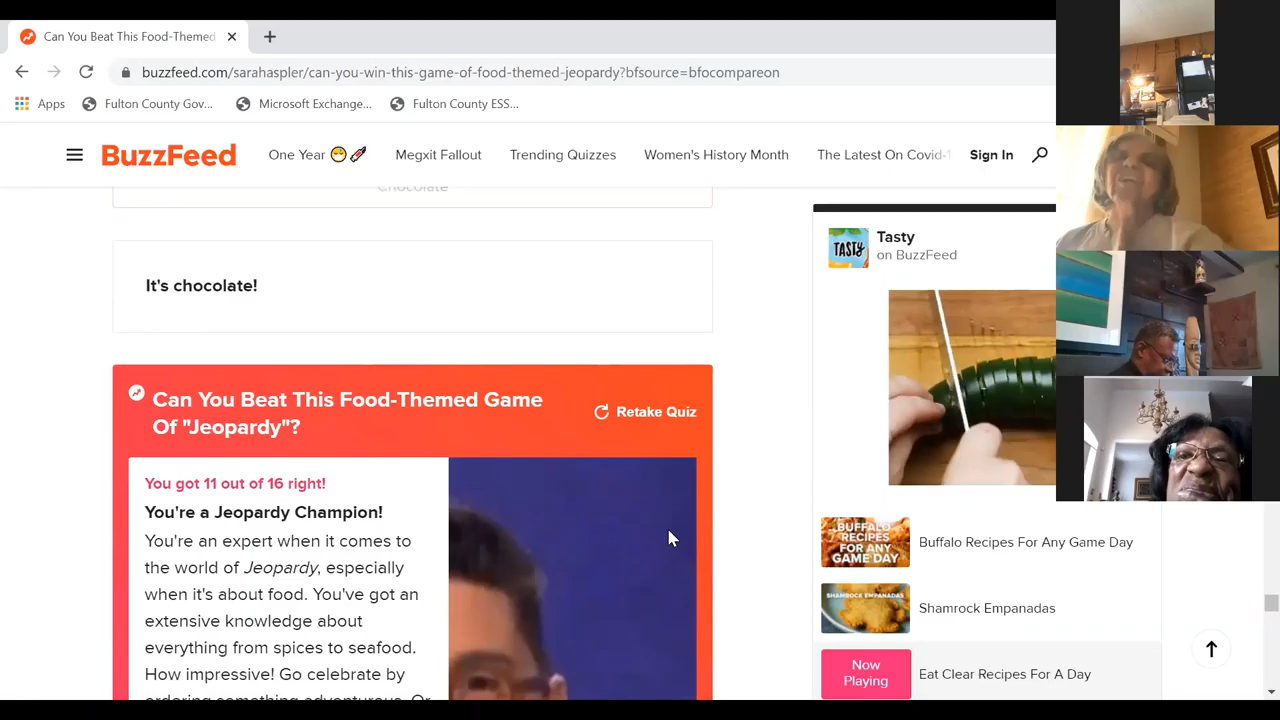 Can You Beat This Food-Themed
buzzfeed.com/sarahaspler/can-you-win-this-game-of-food-themed-jeopardy?bfsource=bfocompareon
Apps Fulton County Gov... Microsoft Exchange... Fulton County ESS...
BuzzFeed One Year Megxit Fallout Trending Quizzes Women's History Month The Latest On Covid-1 Sign In
Chocolate
It's chocolate!
Can You Beat This Food-Themed Game
Of "Jeopardy"?
Retake Quiz
You got 11 out of 16 right!
You're a Jeopardy Champion!
You're an expert when it comes to
the world of Jeopardy, especially
when it's about food. You've got an
extensive knowledge about
everything from spices to seafood.
How impressive! Go celebrate by
ordering something adventurous. Or
Tasty
on BuzzFeed
TASTY
BUFFALO
RECIPES
FOR ANY
GAME DAY
Buffalo Recipes For Any Game Day
SHAMROCK EMPANADAS
Shamrock Empanadas
Now
Playing
Eat Clear Recipes For A Day